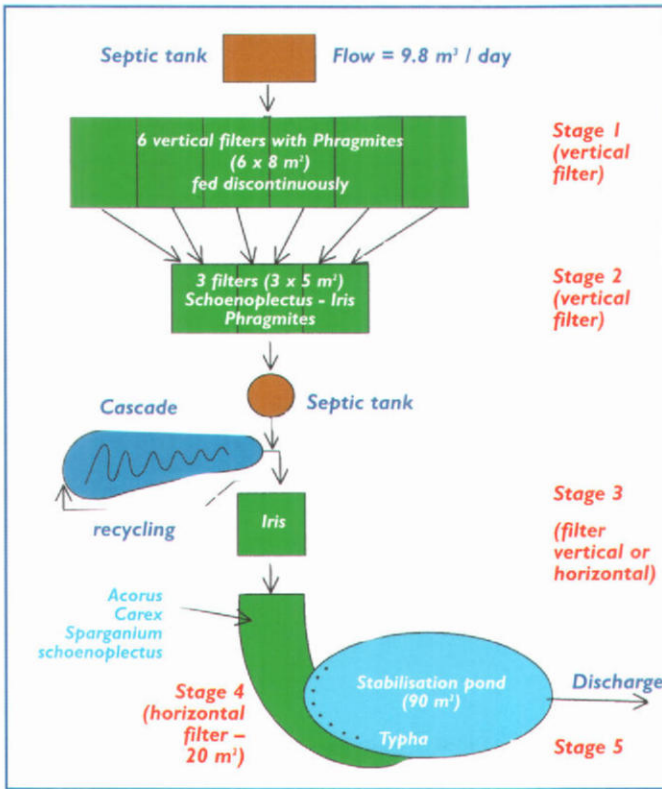 Septic tank
Flow = 9.8 m³ / day
6 vertical filters with Phragmites
(6 x 8 m²)
fed discontinuously
Stage 1
(vertical
filter)
3 filters (3 x 5 m²)
Schoenoplectus - Iris
Phragmites
Stage 2
(vertical
filter)
Septic tank
Cascade
recycling
Iris
Stage 3
(filter
vertical or
horizontal)
Acorus
Carex
Sparganium
schoenoplectus
Stage 4
(horizontal
filter –
20 m²)
Stabilisation pond
(90 m²)
Typha
Discharge
Stage 5